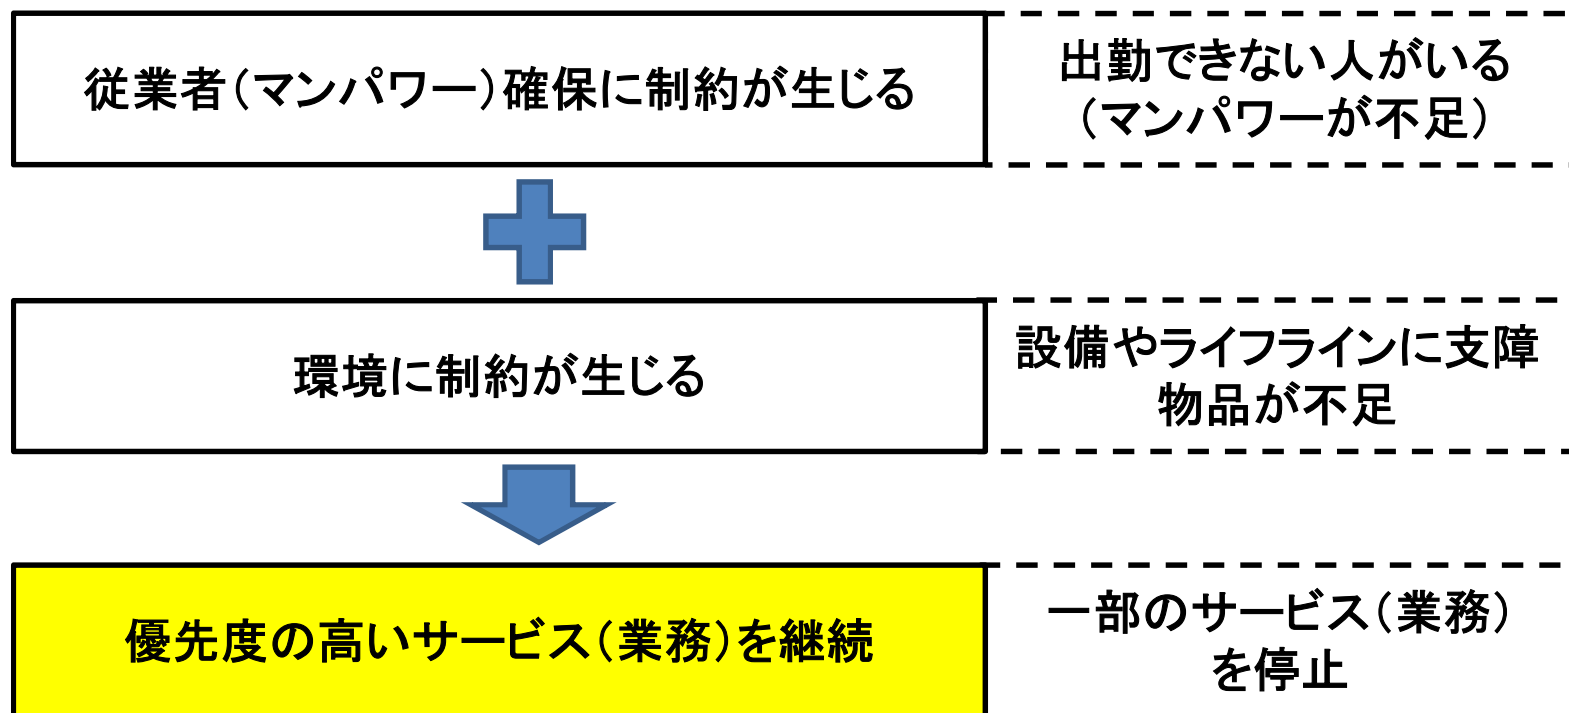 従業者（マンパワー）確保に制約が生じる
出勤できない人がいる
（マンパワーが不足）
環境に制約が生じる
設備やライフラインに支障
物品が不足
優先度の高いサービス（業務）を継続
一部のサービス（業務）
を停止